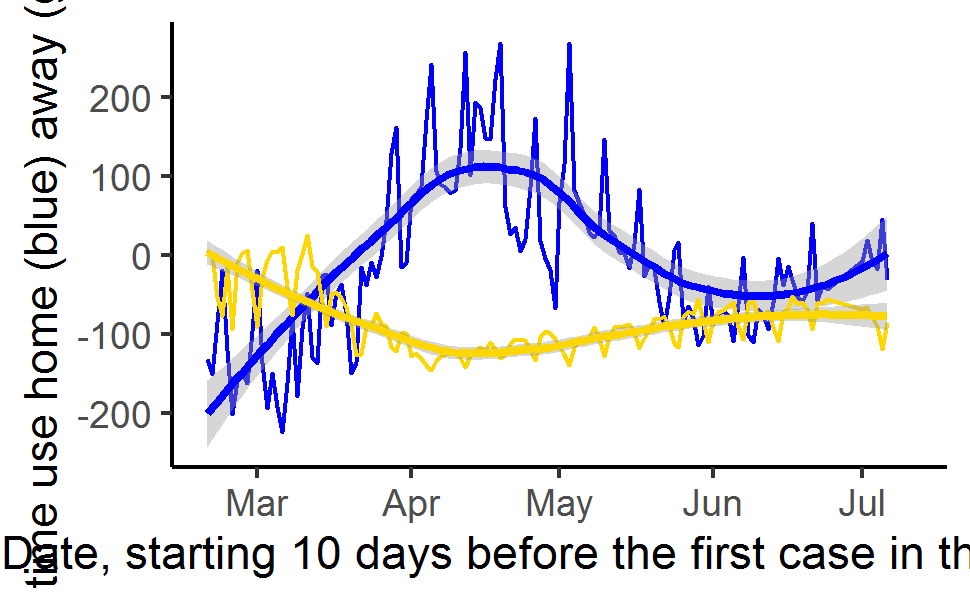 time use home (blue) away (
200
100
0
-100
-200
Mar Apr May Jun Jul
Date, starting 10 days before the first case in th